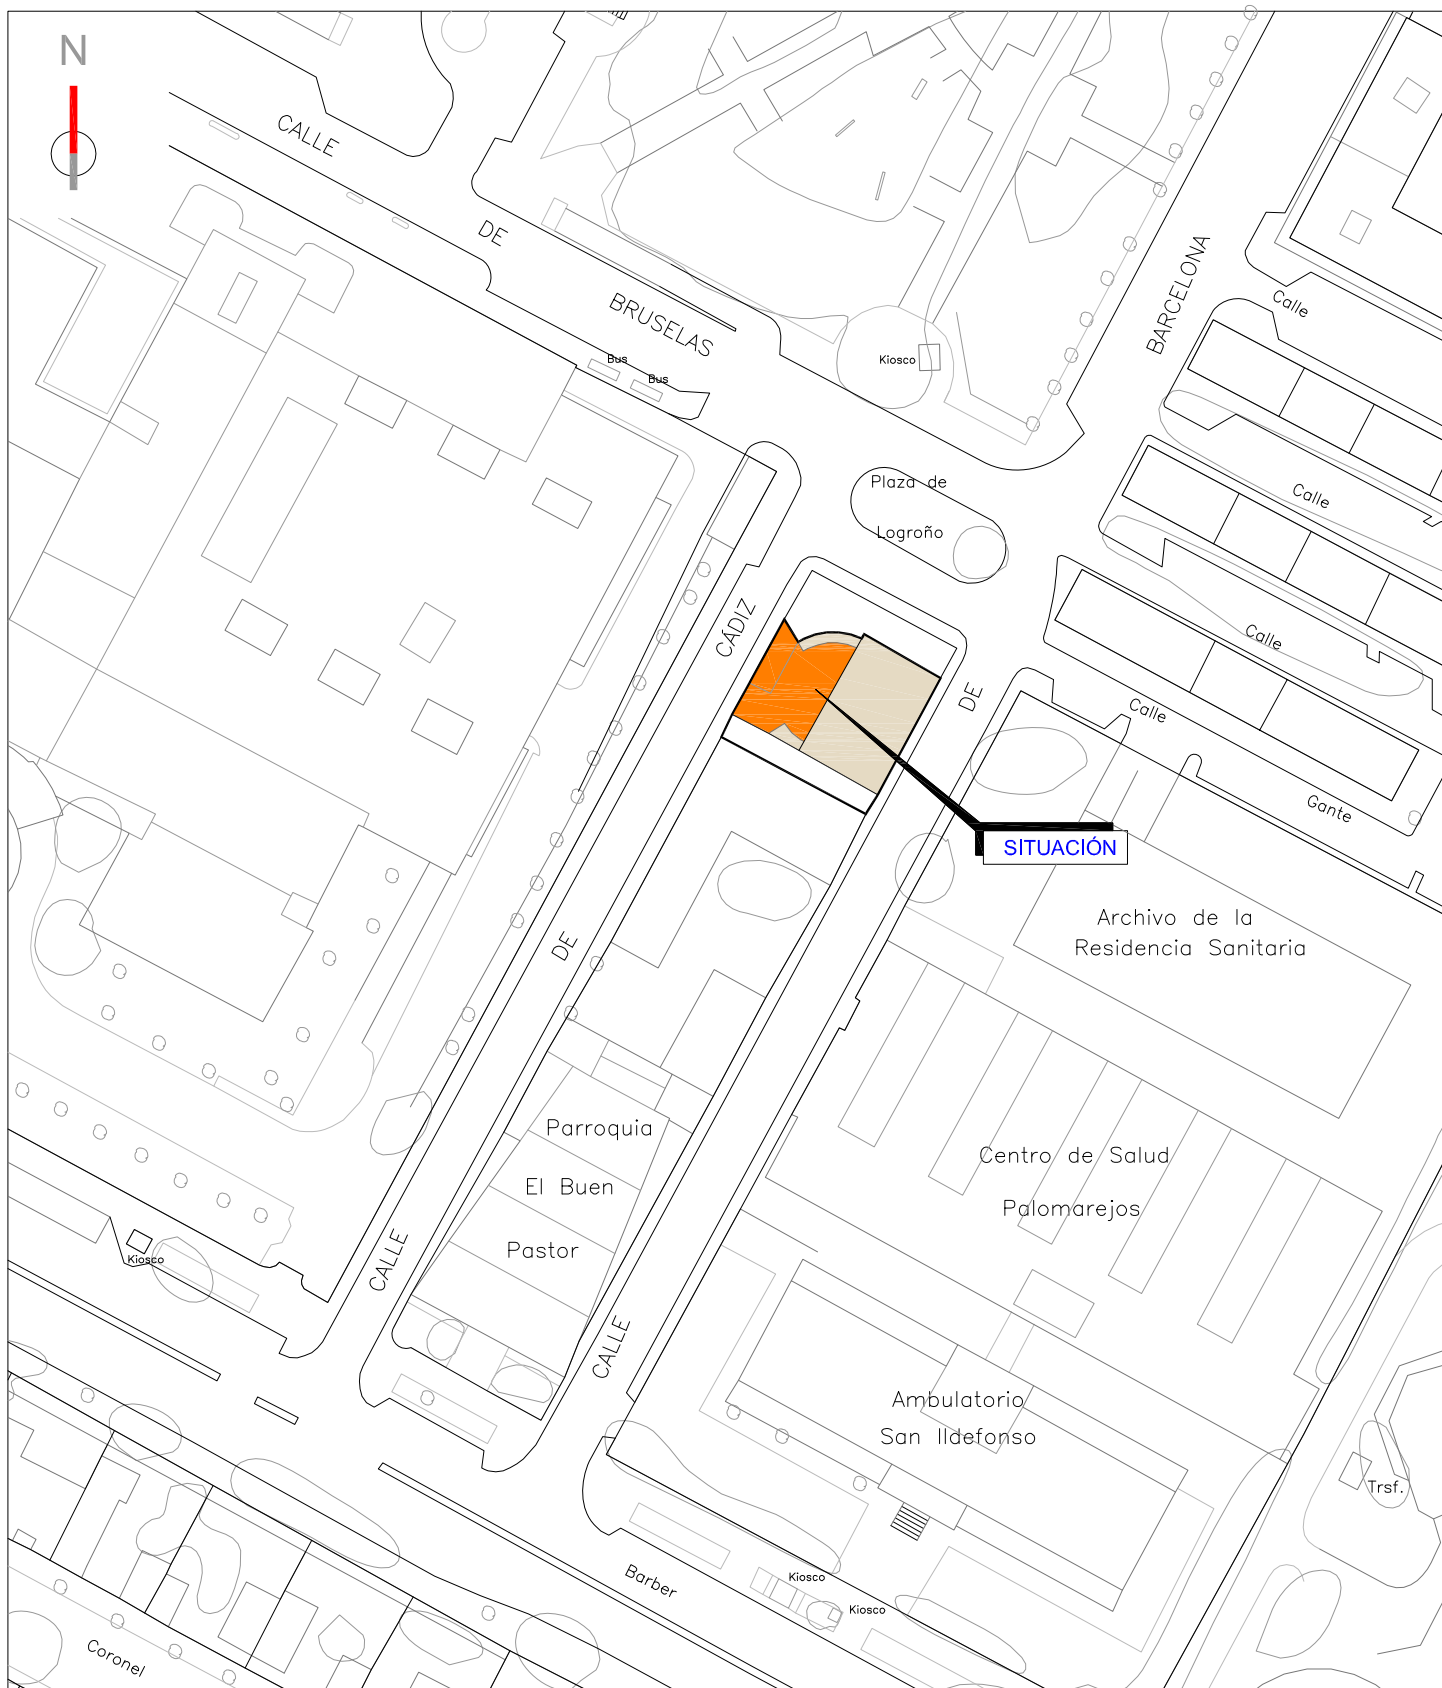 N
CALLE
DE
BRUSELAS
Bus
Bus
Kiosco
BARCELONA
Calle
Plaza de
Logroño
Calle
Calle
Calle
Gante
CÁDIZ
DE
SITUACIÓN
Archivo de la
Residencia Sanitaria
DE
Parroquia
El Buen
Pastor
Centro de Salud
Palomarejos
CALLE
Kiosco
CALLE
Ambulatorio
San Ildefonso
Trsf.
Barber
Kiosco
Kiosco
Coronel